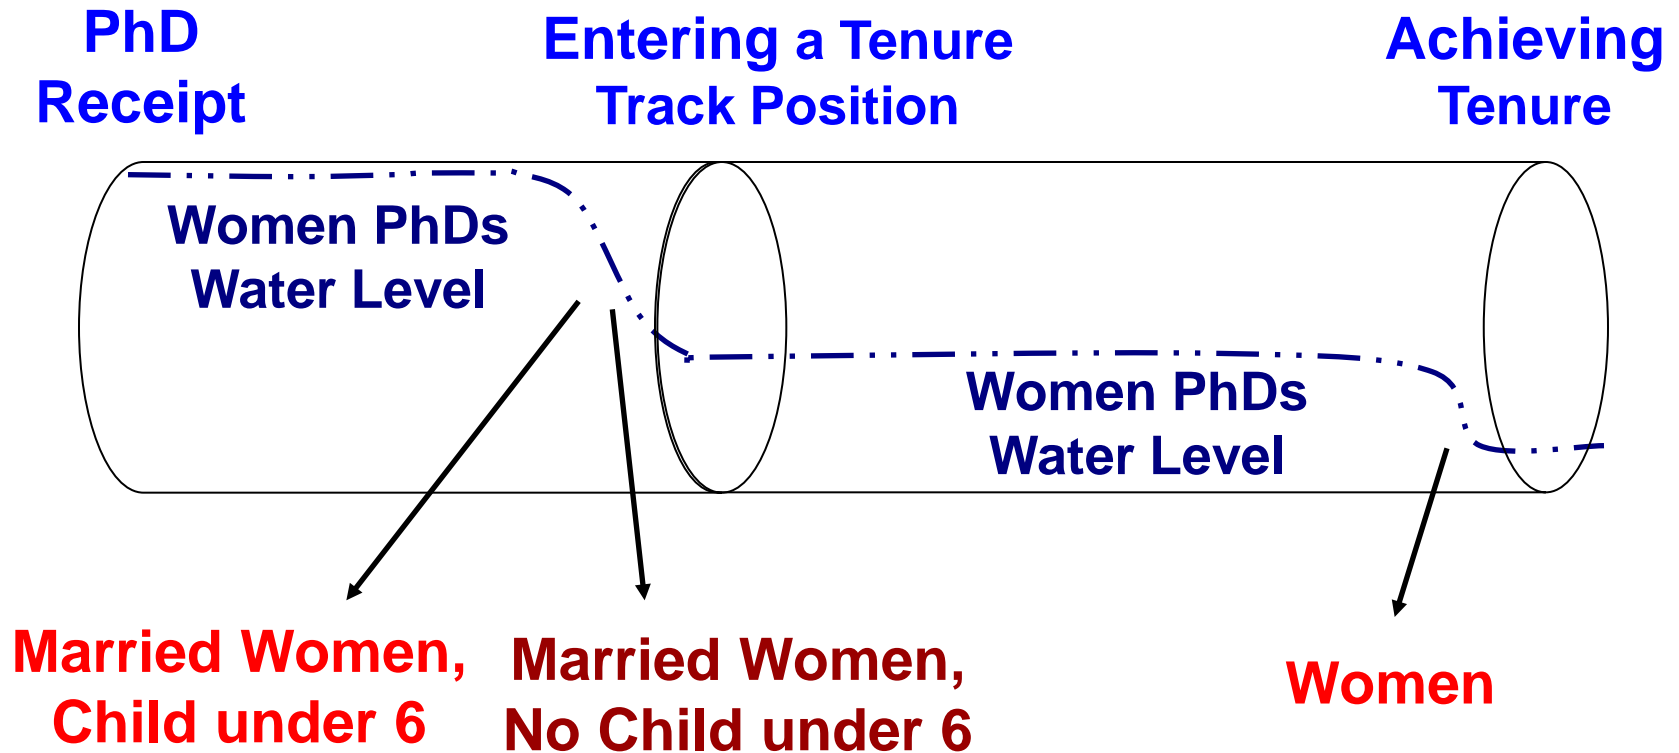 PhD
Receipt
Entering a Tenure
Track Position
Achieving
Tenure
Women PhDs
Water Level
Women PhDs
Water Level
Married Women,
Child under 6
Married Women,
No Child under 6
Women